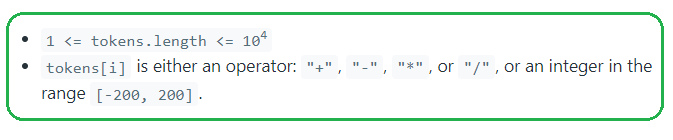 1 <= tokens.length <= 10⁴
tokens[i] is either an operator: "+", "-", "*", or "/", or an integer in the
range [-200, 200].